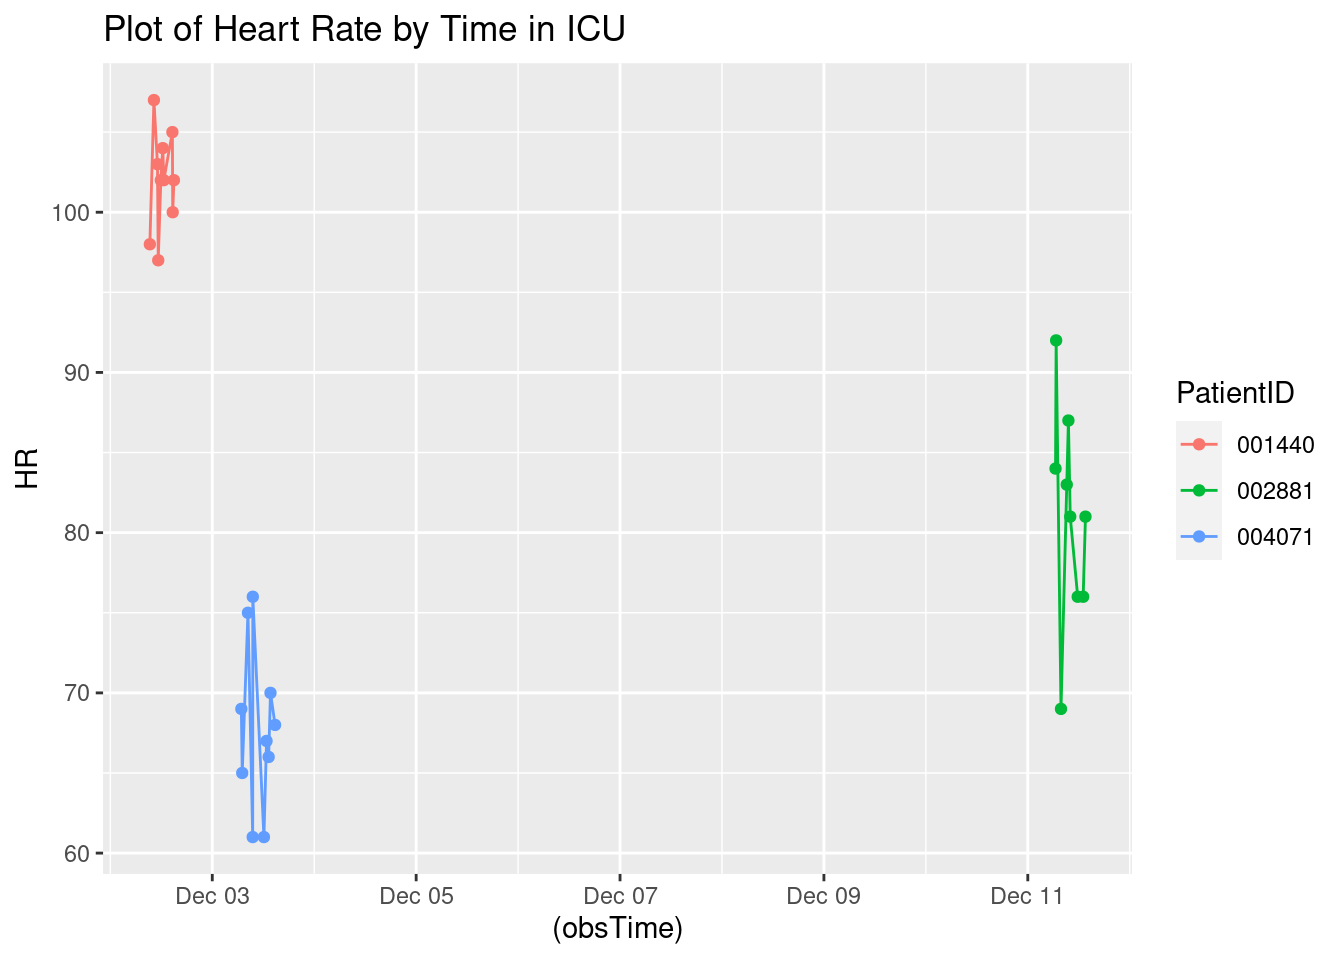 Plot of Heart Rate by Time in ICU
HR
100
90
80
70
60
Dec 03
Dec 05
Dec 07
Dec 09
Dec 11
(obsTime)
PatientID
001440
002881
004071